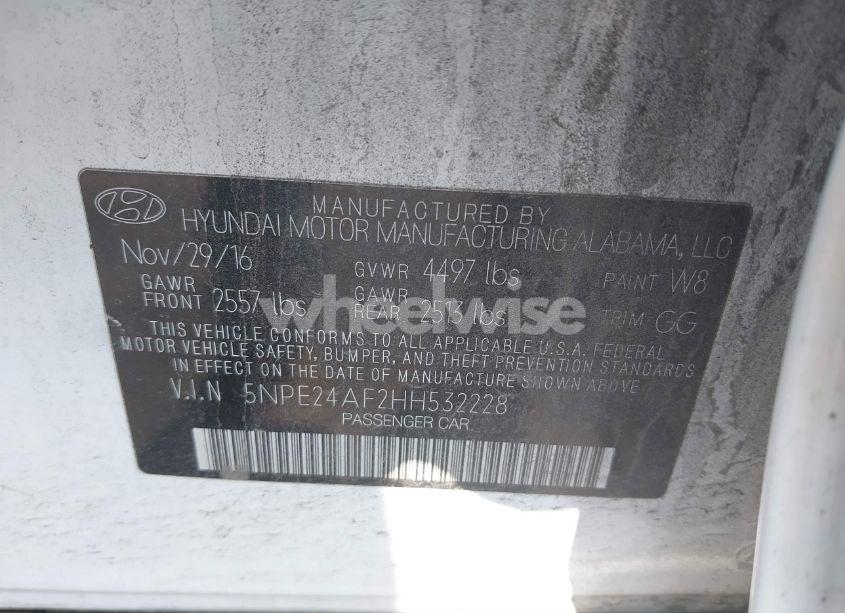 MANUFACTURED BY
HYUNDAI MOTOR MANUFACTURING ALABAMA, LLC
Nov/29/16 GVWR 4497 lbs PAINT W8
GAWR FRONT 2557 lbs GAWR REAR 2513 lbs TRIM GG
wheelwise
THIS VEHICLE CONFORMS TO ALL APPLICABLE U.S.A. FEDERAL
MOTOR VEHICLE SAFETY, BUMPER, AND THEFT PREVENTION STANDARDS
IN EFFECT ON THE DATE OF MANUFACTURE SHOWN ABOVE
V.I.N 5NPE24AF2HH532228
PASSENGER CAR